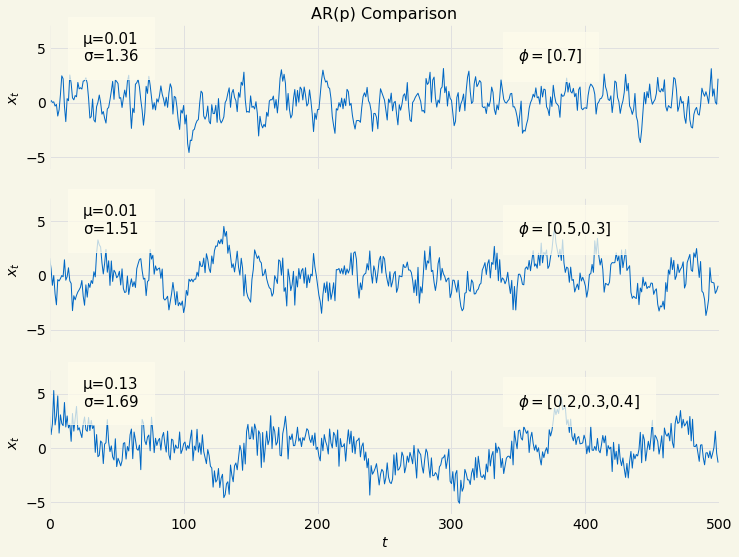 AR(p) Comparison
μ=0.01
σ=1.36
ϕ = [0.7]
5
0
−5
x_t
μ=0.01
σ=1.51
ϕ = [0.5,0.3]
5
0
−5
x_t
μ=0.13
σ=1.69
ϕ = [0.2,0.3,0.4]
5
0
−5
x_t
0 100 200 300 400 500
t